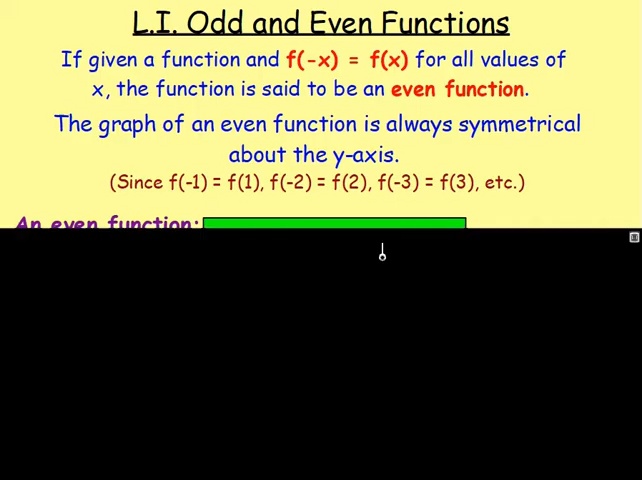 L.I. Odd and Even Functions
If given a function and f(-x) = f(x) for all values of
x, the function is said to be an even function.
The graph of an even function is always symmetrical
about the y-axis.
(Since f(-1) = f(1), f(-2) = f(2), f(-3) = f(3), etc.)
An even function: